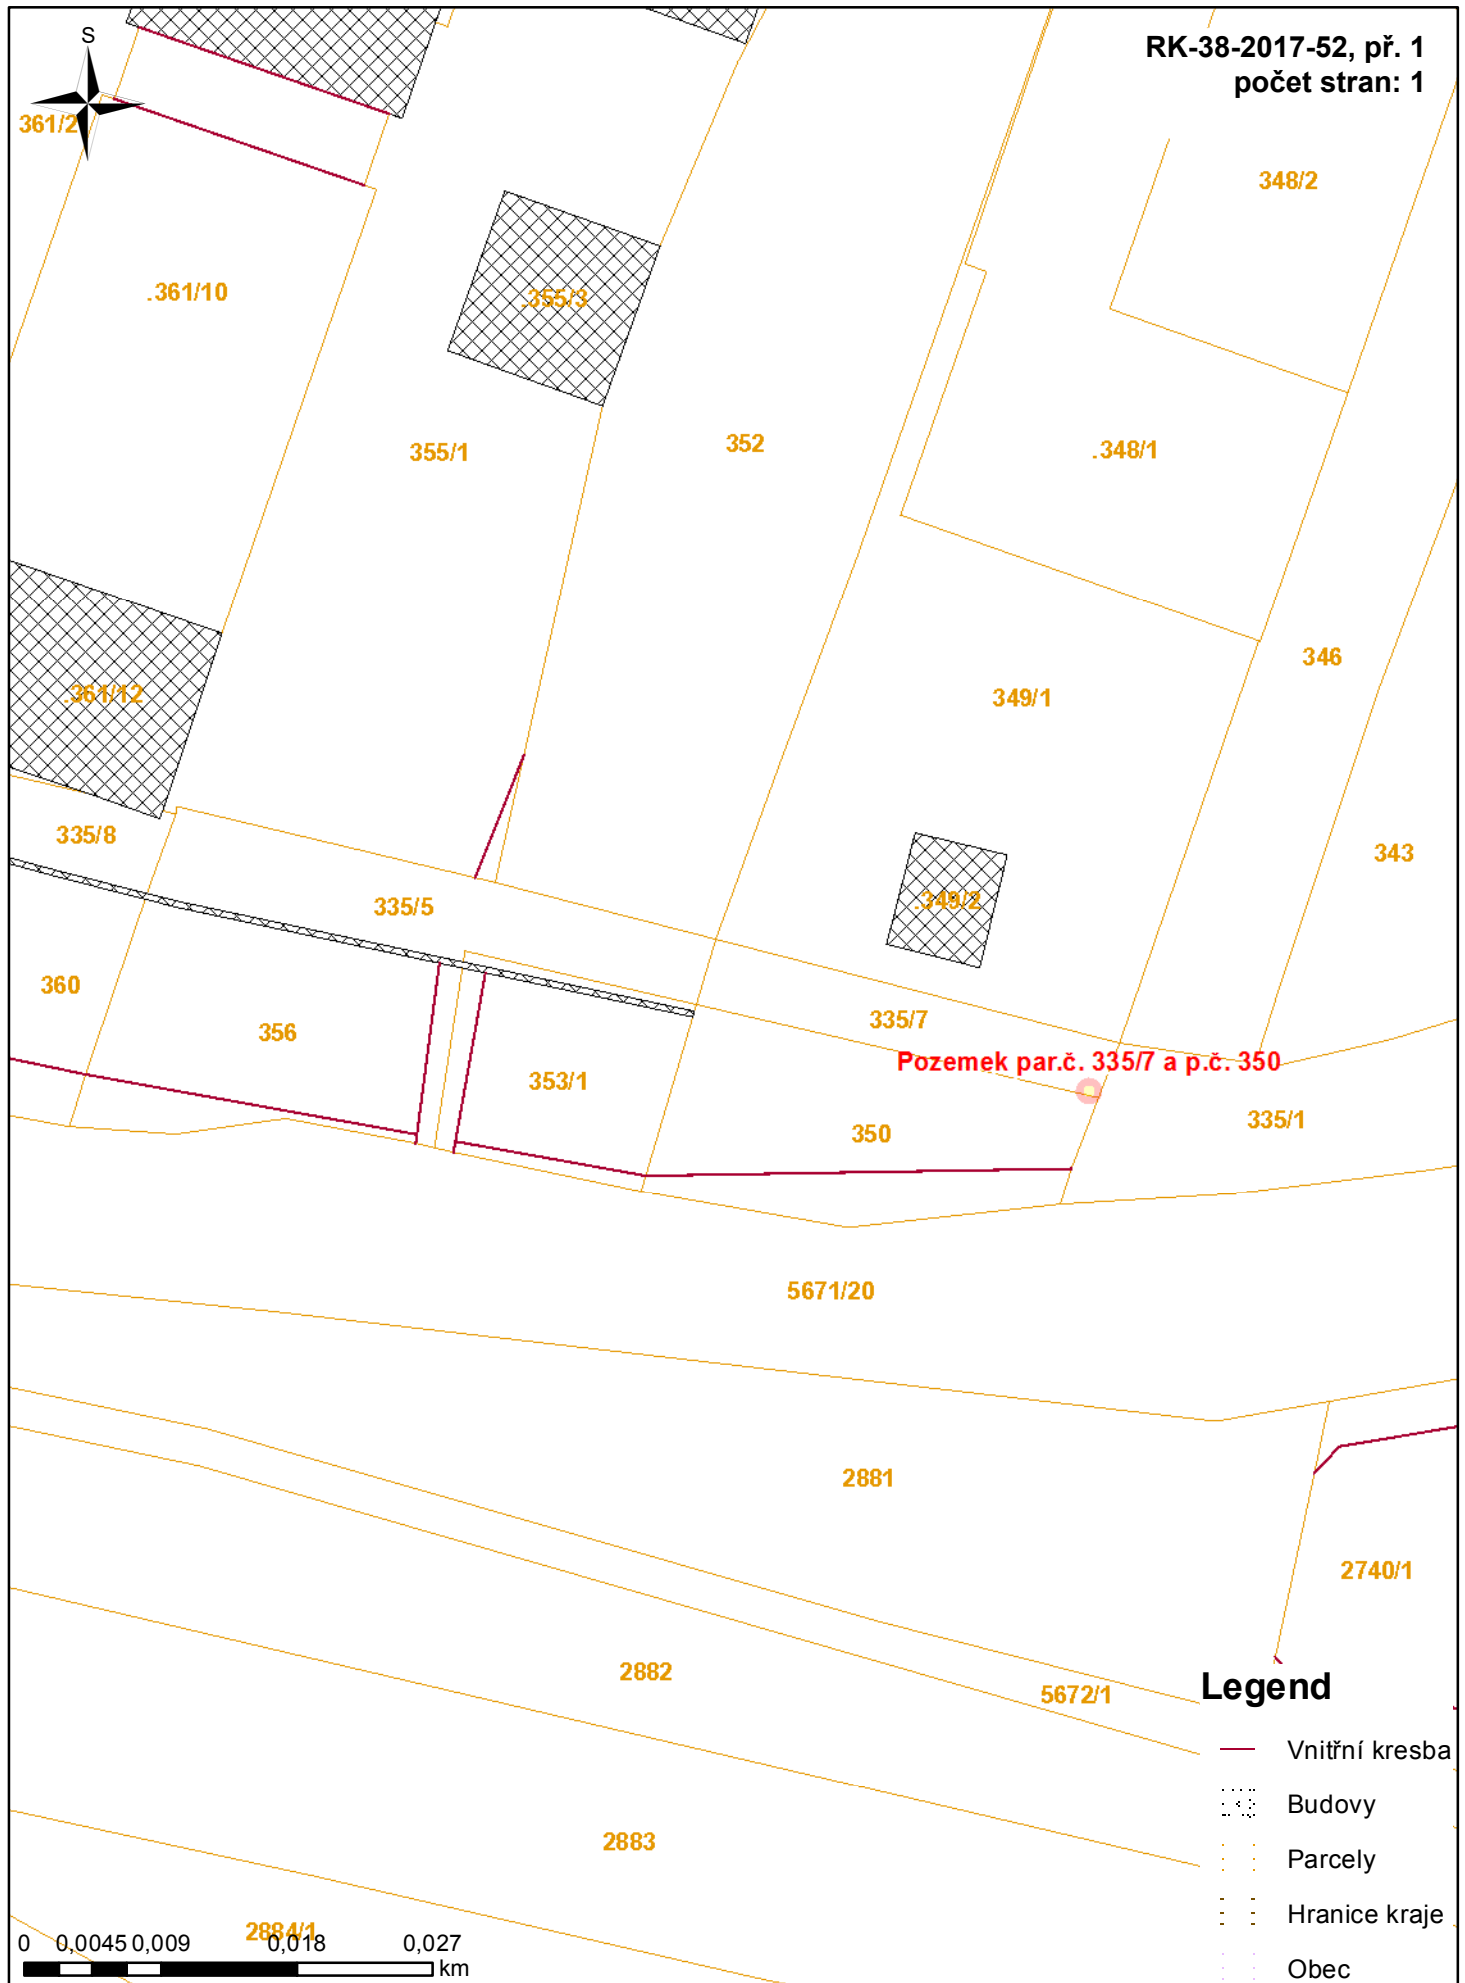 RK-38-2017-52, př. 1
počet stran: 1
S
361/2
348/2
.361/10
.355/3
355/1
352
.348/1
346
.361/12
349/1
335/8
343
335/5
.349/2
360
356
335/7
Pozemek par.č. 335/7 a p.č. 350
353/1
350
335/1
5671/20
2881
2740/1
2882
5672/1
Legend
Vnitřní kresba
Budovy
2883
Parcely
Hranice kraje
2884/1
0 0,0045 0,009 0,018 0,027
km
Obec